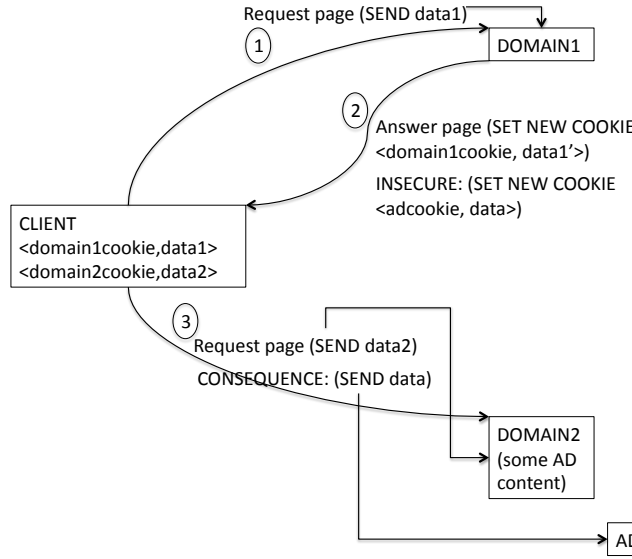 Request page (SEND data1)
1
DOMAIN1
2
Answer page (SET NEW COOKIE
<domain1cookie, data1'>)
INSECURE: (SET NEW COOKIE
<adcookie, data>)
CLIENT
<domain1cookie,data1>
<domain2cookie,data2>
3
Request page (SEND data2)
CONSEQUENCE: (SEND data)
DOMAIN2
(some AD
content)
AD